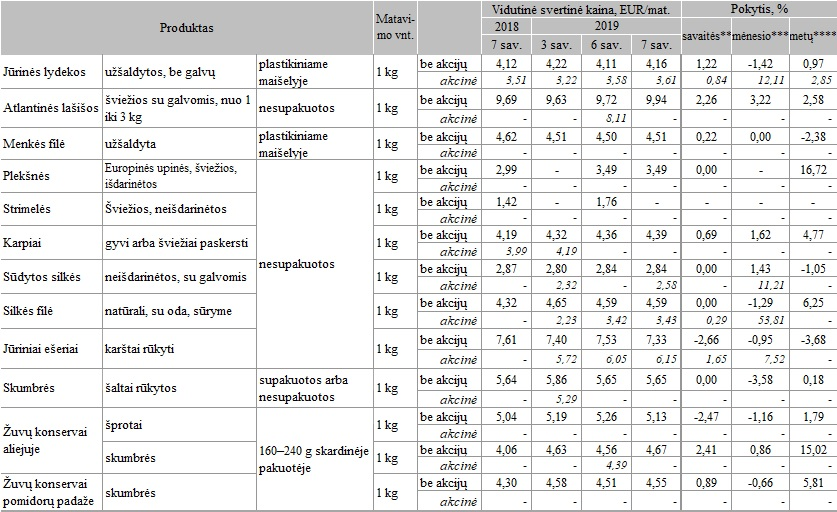 Produktas Matavimo vnt. Vidutinė svertinė kaina, EUR/mat. Pokytis, %
2018 2019 savaitės** mėnesio*** metų****
7 sav. 3 sav. 6 sav. 7 sav.
Jūrinės lydekos užšaldytos, be galvų plastikiniame maišelyje 1 kg be akcijų 4,12 4,22 4,11 4,16 1,22 -1,42 0,97
akcinė 3,51 3,22 3,58 3,61 0,84 12,11 2,85
Atlantinės lašišos šviežios su galvomis, nuo 1 iki 3 kg nesupakuotos 1 kg be akcijų 9,69 9,63 9,72 9,94 2,26 3,22 2,58
akcinė - - 8,11 - - - -
Menkės filė užšaldyta plastikiniame maišelyje 1 kg be akcijų 4,62 4,51 4,50 4,51 0,22 0,00 -2,38
akcinė - - - - - - -
Plekšnės Europinės upinės, šviežios, išdarinėtos nesupakuotos 1 kg be akcijų 2,99 - 3,49 3,49 0,00 - 16,72
akcinė - - - - - - -
Strimelės Šviežios, neišdarinėtos 1 kg be akcijų 1,42 - 1,76 - - - -
akcinė - - - - - - -
Karpiai gyvi arba šviežiai paskersti 1 kg be akcijų 4,19 4,32 4,36 4,39 0,69 1,62 4,77
akcinė 3,99 4,19 - - - - -
Sūdytos silkės neišdarinėtos, su galvomis 1 kg be akcijų 2,87 2,80 2,84 2,84 0,00 1,43 -1,05
akcinė - 2,32 - 2,58 - 11,21 -
Silkės filė natūrali, su oda, sūryme 1 kg be akcijų 4,32 4,65 4,59 4,59 0,00 -1,29 6,25
akcinė - 2,23 3,42 3,43 0,29 53,81 -
Jūriniai ešeriai karštai rūkyti 1 kg be akcijų 7,61 7,40 7,53 7,33 -2,66 -0,95 -3,68
akcinė - 5,72 6,05 6,15 1,65 7,52 -
Skumbrės šaltai rūkytos supakuotos arba nesupakuotos 1 kg be akcijų 5,64 5,86 5,65 5,65 0,00 -3,58 0,18
akcinė - 5,29 - - - - -
Žuvų konservai aliejuje šprotai 160–240 g skardinėje pakuotėje 1 kg be akcijų 5,04 5,19 5,26 5,13 -2,47 -1,16 1,79
akcinė - - - - - - -
skumbrės 1 kg be akcijų 4,06 4,63 4,56 4,67 2,41 0,86 15,02
akcinė - - 4,39 - - - -
Žuvų konservai pomidorų padaže skumbrės 1 kg be akcijų 4,30 4,58 4,51 4,55 0,89 -0,66 5,81
akcinė - - - - - - -